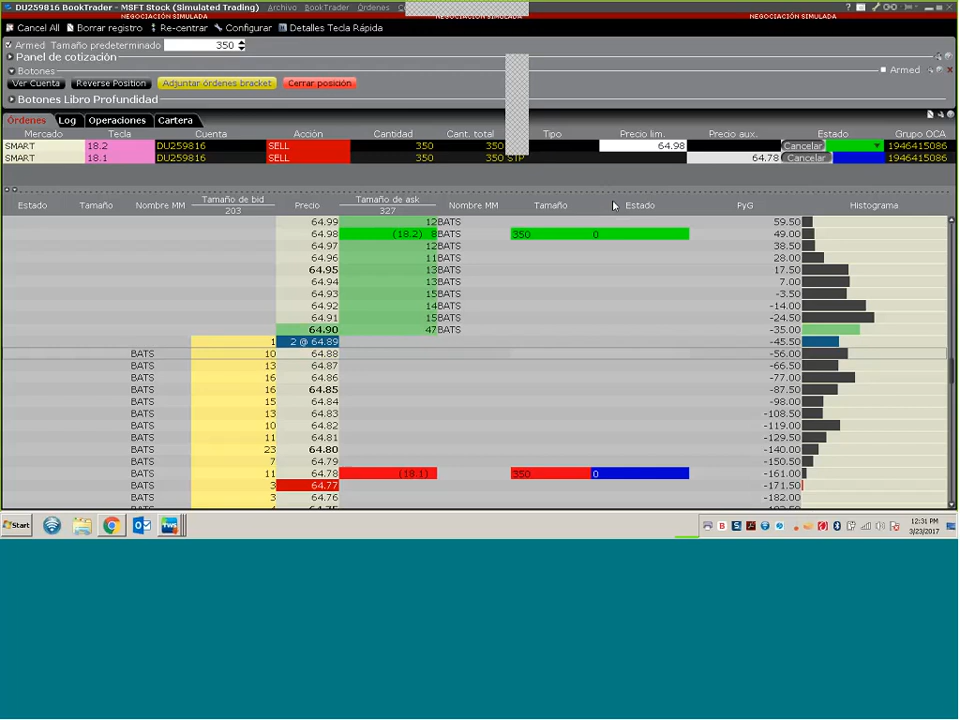 DU259816 BookTrader - MSFT Stock (Simulated Trading) Archivo BookTrader Órdenes
NEGOCIACIÓN SIMULADA NEGOCIACIÓN SIMULADA NEGOCIACIÓN SIMULADA
Cancel All Borrar registro Re-centrar Configurar Detalles Tecla Rápida
Armed Tamaño predeterminado 350
Panel de cotización
Botones Armed
Ver Cuenta Reverse Position Adjuntar órdenes bracket Cerrar posición
Botones Libro Profundidad
Órdenes Log Operaciones Cartera
Mercado Tecla Cuenta Acción Cantidad Cant. total Tipo Precio lim. Precio aux. Estado Grupo OCA
SMART 18.2 DU259816 SELL 350 350 64.98 Cancelar 1946415086
SMART 18.1 DU259816 SELL 350 350 STP 64.78 Cancelar 1946415086
Estado Tamaño Nombre MM Tamaño de bid 203 Precio Tamaño de ask 327 Nombre MM Tamaño Estado PyG Histograma
64.99 12 BATS 59.50
64.98 (18.2) 8 BATS 350 0 49.00
64.97 12 BATS 38.50
64.96 11 BATS 28.00
64.95 13 BATS 17.50
64.94 13 BATS 7.00
64.93 15 BATS -3.50
64.92 14 BATS -14.00
64.91 15 BATS -24.50
64.90 47 BATS -35.00
1 2 @ 64.89 -45.50
BATS 10 64.88 -56.00
BATS 13 64.87 -66.50
BATS 16 64.86 -77.00
BATS 16 64.85 -87.50
BATS 15 64.84 -98.00
BATS 13 64.83 -108.50
BATS 10 64.82 -119.00
BATS 11 64.81 -129.50
BATS 23 64.80 -140.00
BATS 7 64.79 -150.50
BATS 11 64.78 (18.1) 350 0 -161.00
BATS 3 64.77 -171.50
BATS 3 64.76 -182.00
Start TWS 12:31 PM
3/23/2017